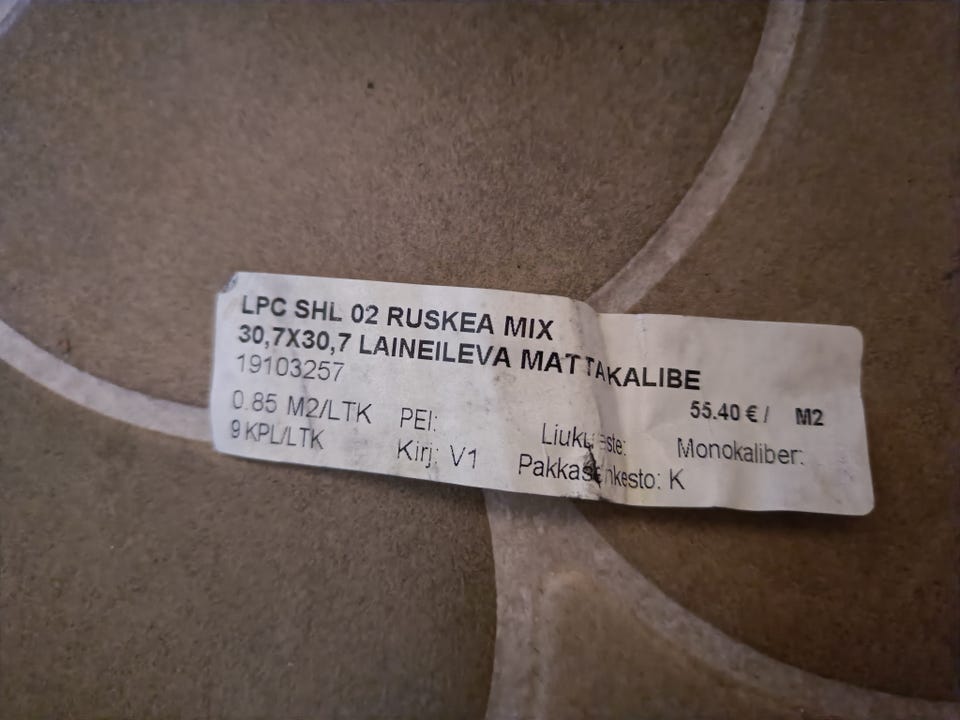 LPC SHL 02 RUSKEA MIX
30,7X30,7 LAINEILEVA MATTAKALIBE
19103257
55.40 € / M2
0.85 M2/LTK PEI: Monokaliber:
9 KPL/LTK Kirj: V1 K